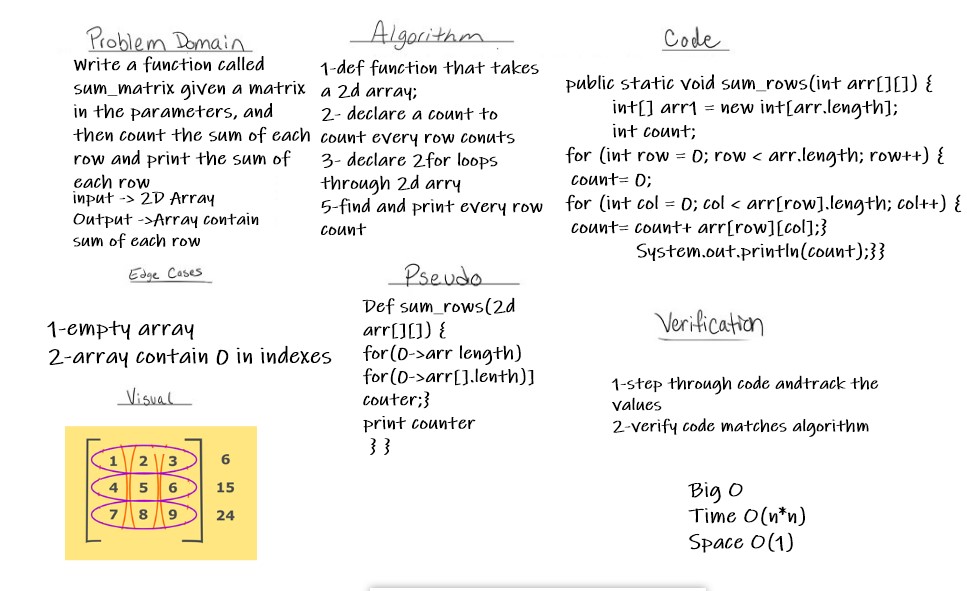 Problem Domain
write a function called
sum_matrix given a matrix
in the parameters, and
then count the sum of each
row and print the sum of
each row
input -> 2D Array
Output ->Array contain
sum of each row
Edge Cases
1-empty array
2-array contain 0 in indexes
Visual
1 2 3 6
4 5 6 15
7 8 9 24
Algorithm
1-def function that takes
a 2d array;
2- declare a count to
count every row conuts
3- declare 2for loops
through 2d arry
5-find and print every row
count
Pseudo
Def sum_rows(2d
arr[][]) {
for(0->arr length)
for(0->arr[].lenth)]
couter;}
print counter
} }
Code
public static void sum_rows(int arr[][]) {
int[] arr1 = new int[arr.length];
int count;
for (int row = 0; row < arr.length; row++) {
count= 0;
for (int col = 0; col < arr[row].length; col++) {
count= count+ arr[row][col];}
System.out.println(count);}}
Verification
1-step through code andtrack the
values
2-verify code matches algorithm
Big O
Time O(n*n)
Space O(1)